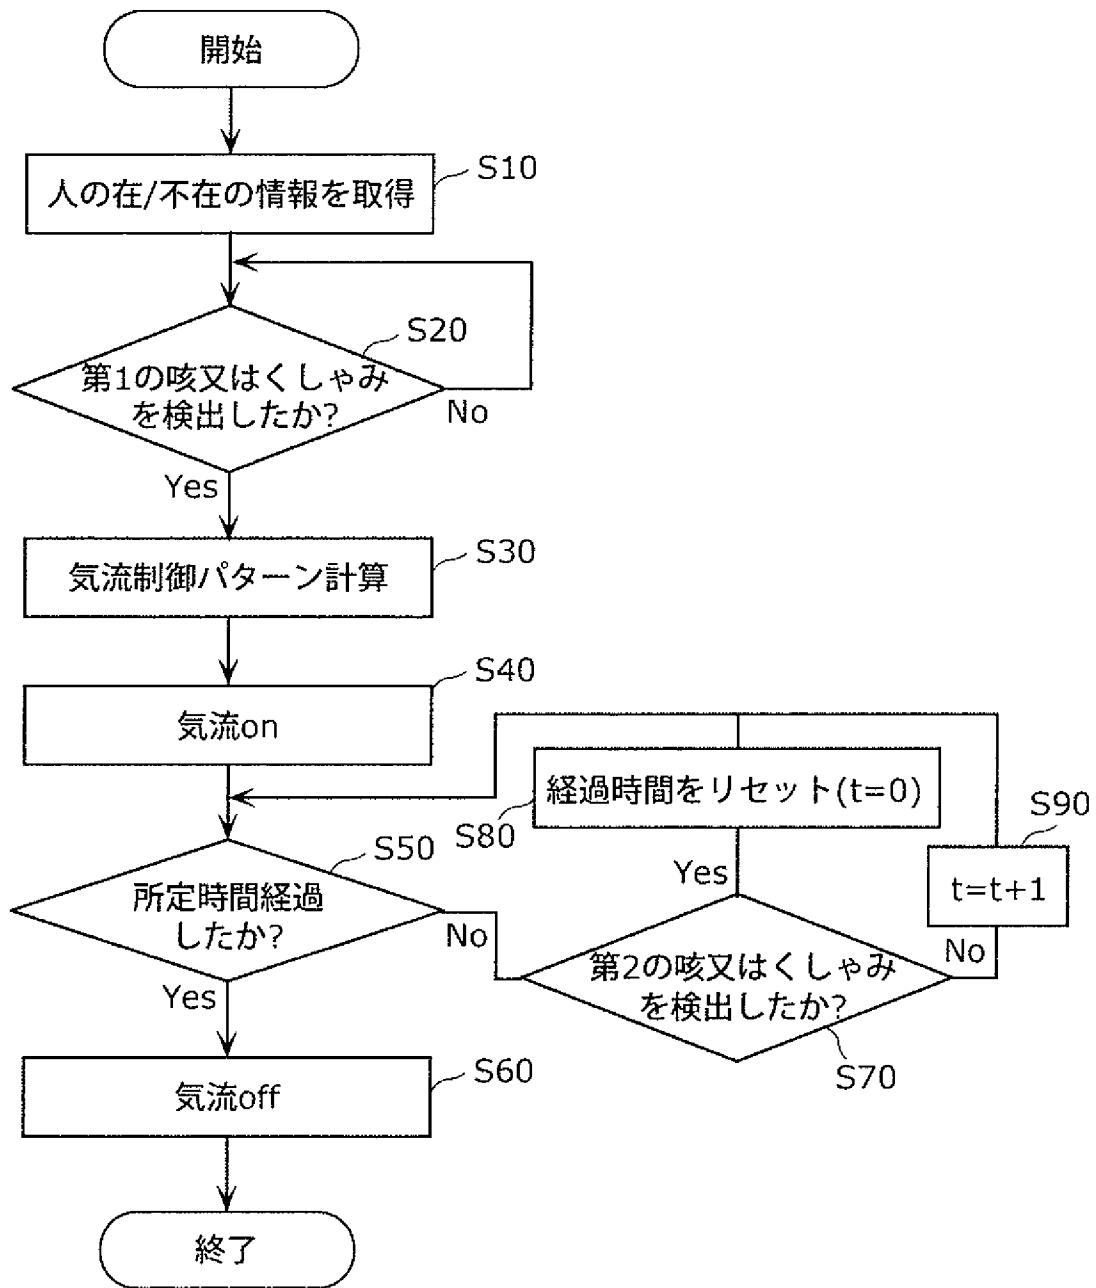 開始
人の在/不在の情報を取得
S10
S20
第1の咳又はくしゃみ
を検出したか?
No
Yes
気流制御パターン計算
S30
気流on
S40
経過時間をリセット(t=0)
S80
S90
t=t+1
S50
所定時間経過
したか?
No
Yes
Yes
No
第2の咳又はくしゃみ
を検出したか?
S70
気流off
S60
終了